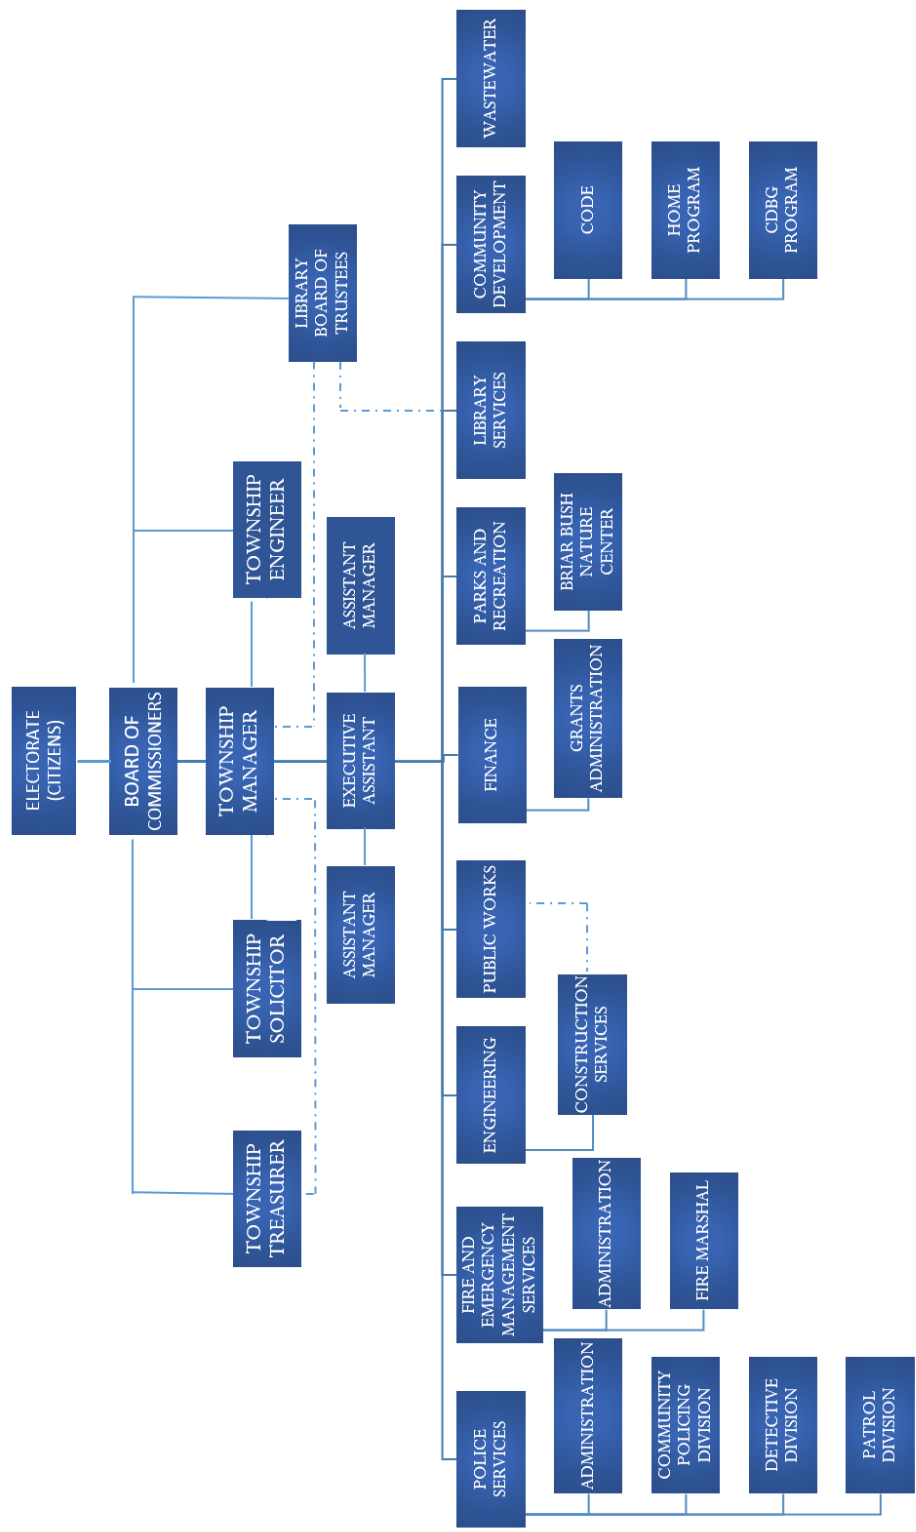 ELECTORATE
(CITIZENS)
BOARD OF
COMMISSIONERS
TOWNSHIP
MANAGER
TOWNSHIP
TREASURER
TOWNSHIP
SOLICITOR
TOWNSHIP
ENGINEER
LIBRARY
BOARD OF
TRUSTEES
ASSISTANT
MANAGER
EXECUTIVE
ASSISTANT
ASSISTANT
MANAGER
POLICE
SERVICES
ADMINISTRATION
COMMUNITY
POLICING
DIVISION
DETECTIVE
DIVISION
PATROL
DIVISION
FIRE AND
EMERGENCY
MANAGEMENT
SERVICES
ADMINISTRATION
FIRE MARSHAL
ENGINEERING
CONSTRUCTION
SERVICES
PUBLIC WORKS
FINANCE
GRANTS
ADMINISTRATION
PARKS AND
RECREATION
BRIAR BUSH
NATURE
CENTER
LIBRARY
SERVICES
COMMUNITY
DEVELOPMENT
CODE
HOME
PROGRAM
CDBG
PROGRAM
WASTEWATER